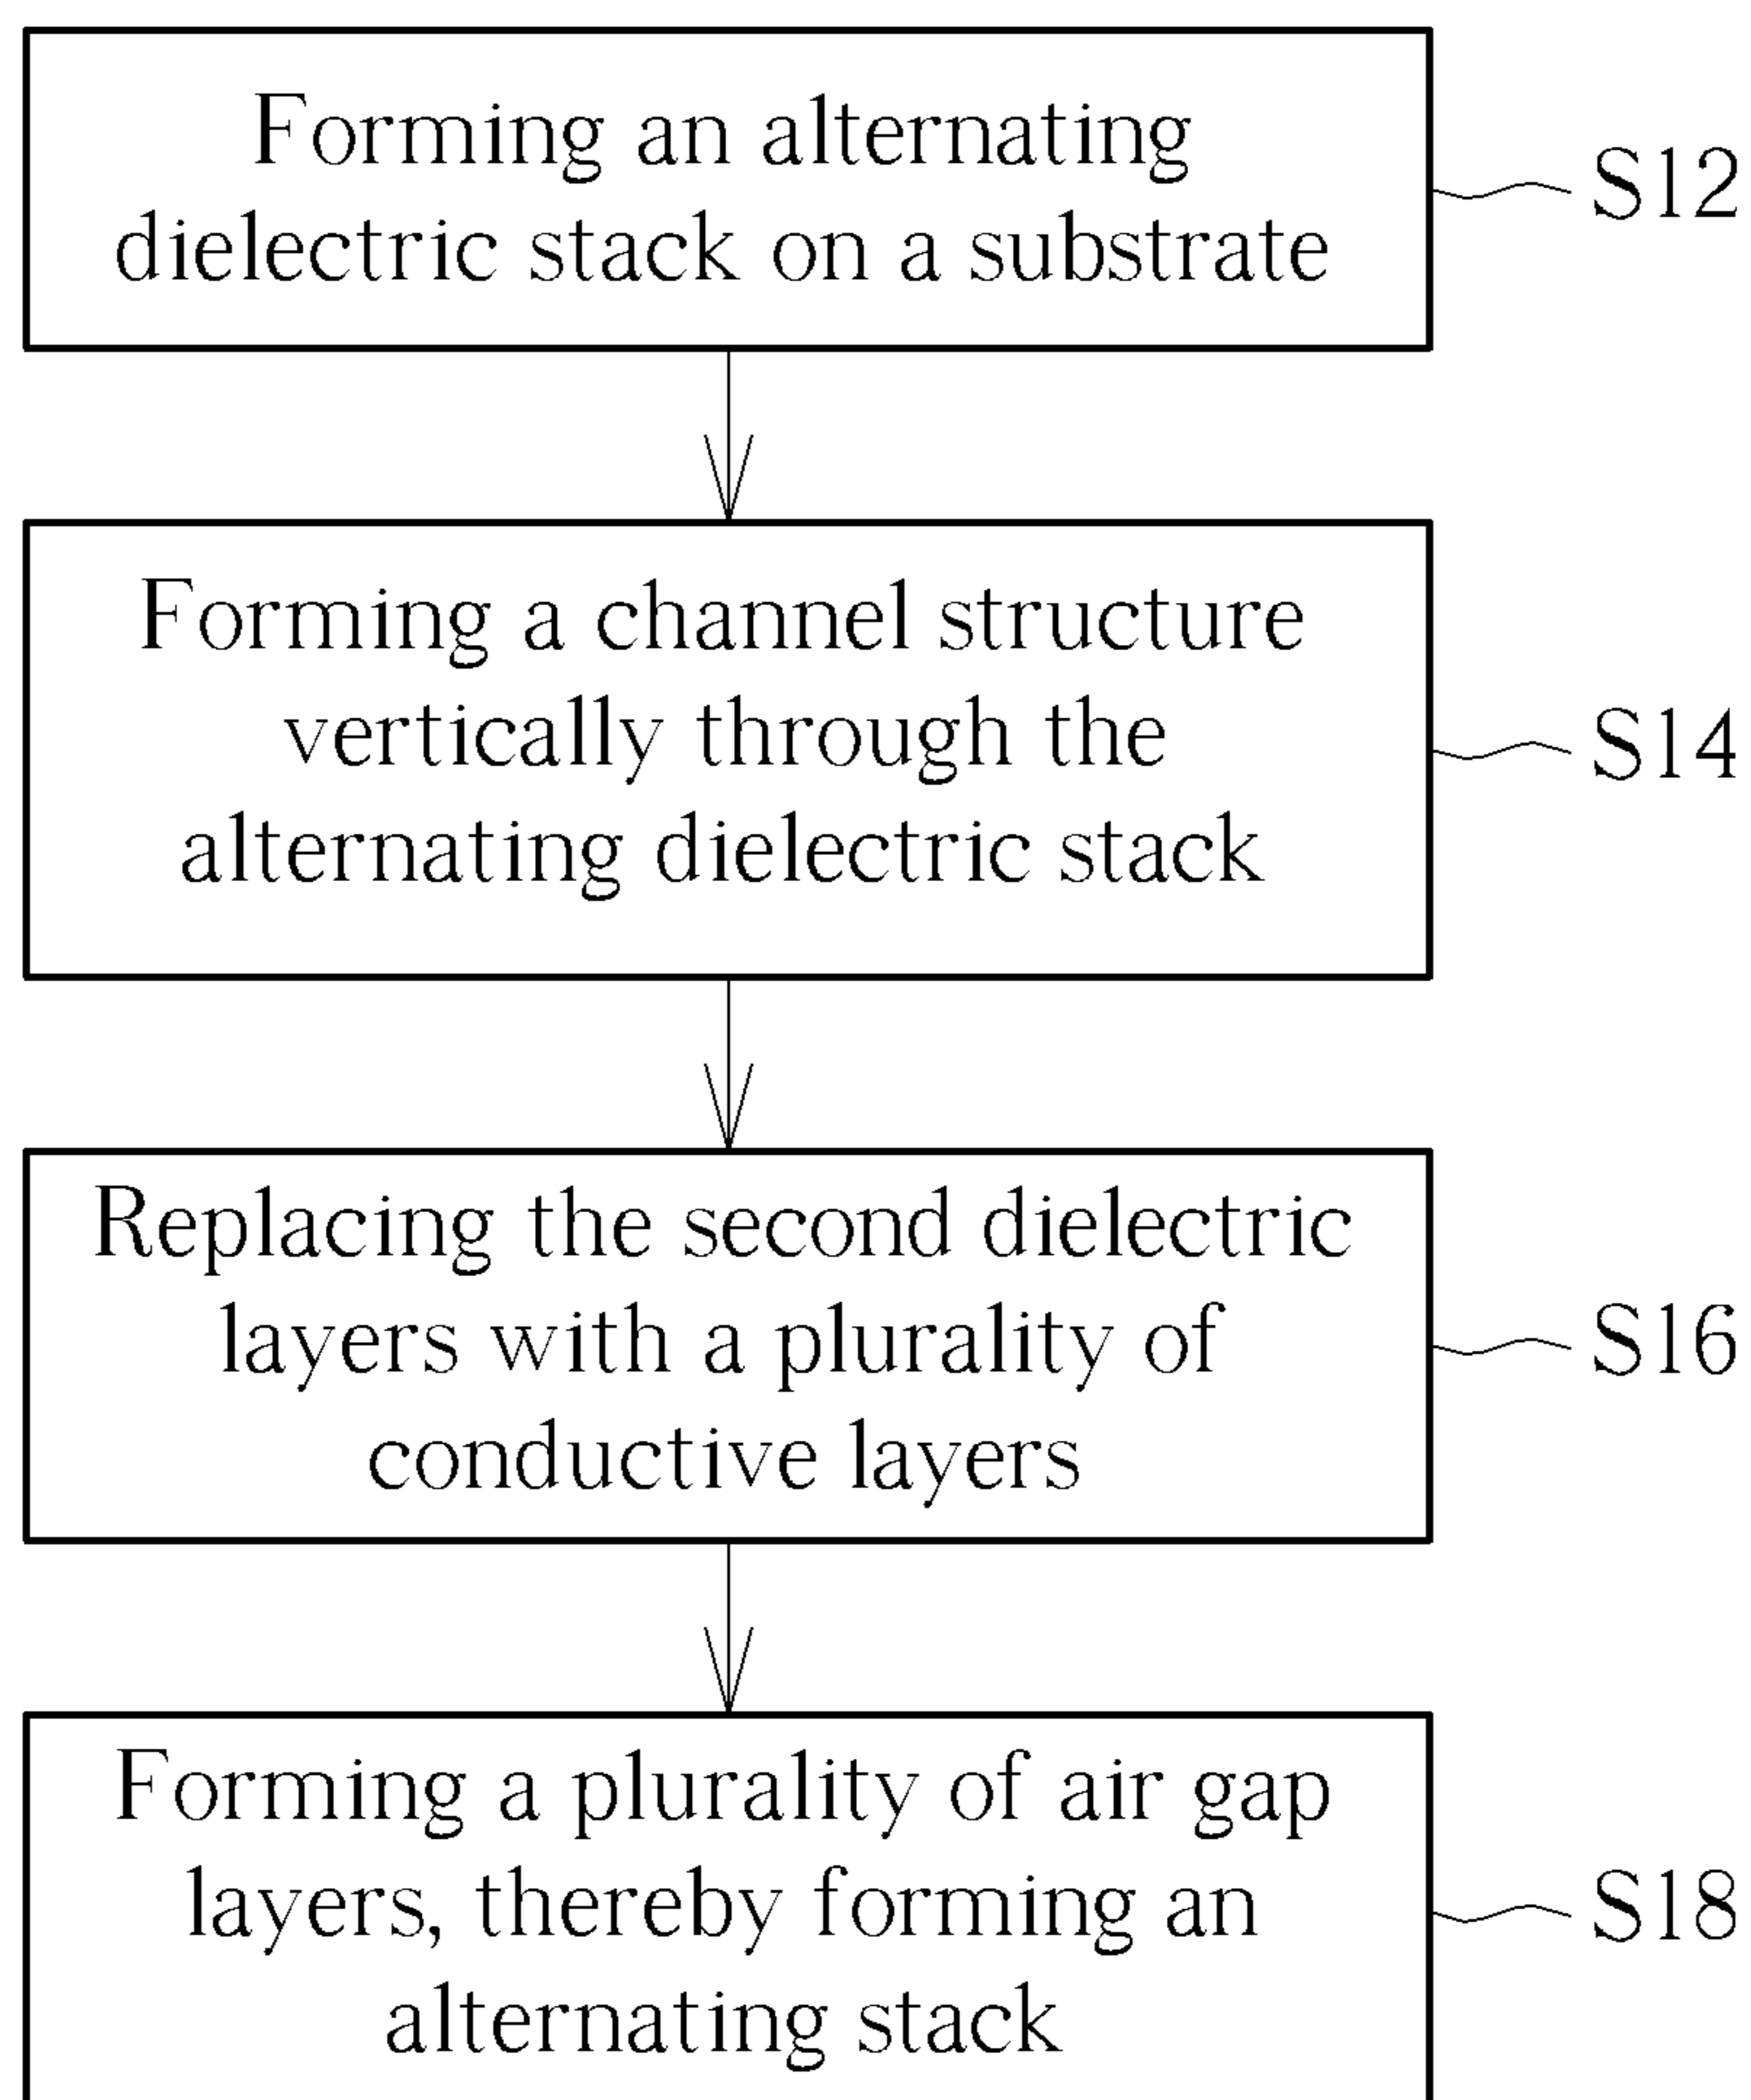 Forming an alternating
dielectric stack on a substrate
S12
Forming a channel structure
vertically through the
alternating dielectric stack
S14
Replacing the second dielectric
layers with a plurality of
conductive layers
S16
Forming a plurality of air gap
layers, thereby forming an
alternating stack
S18